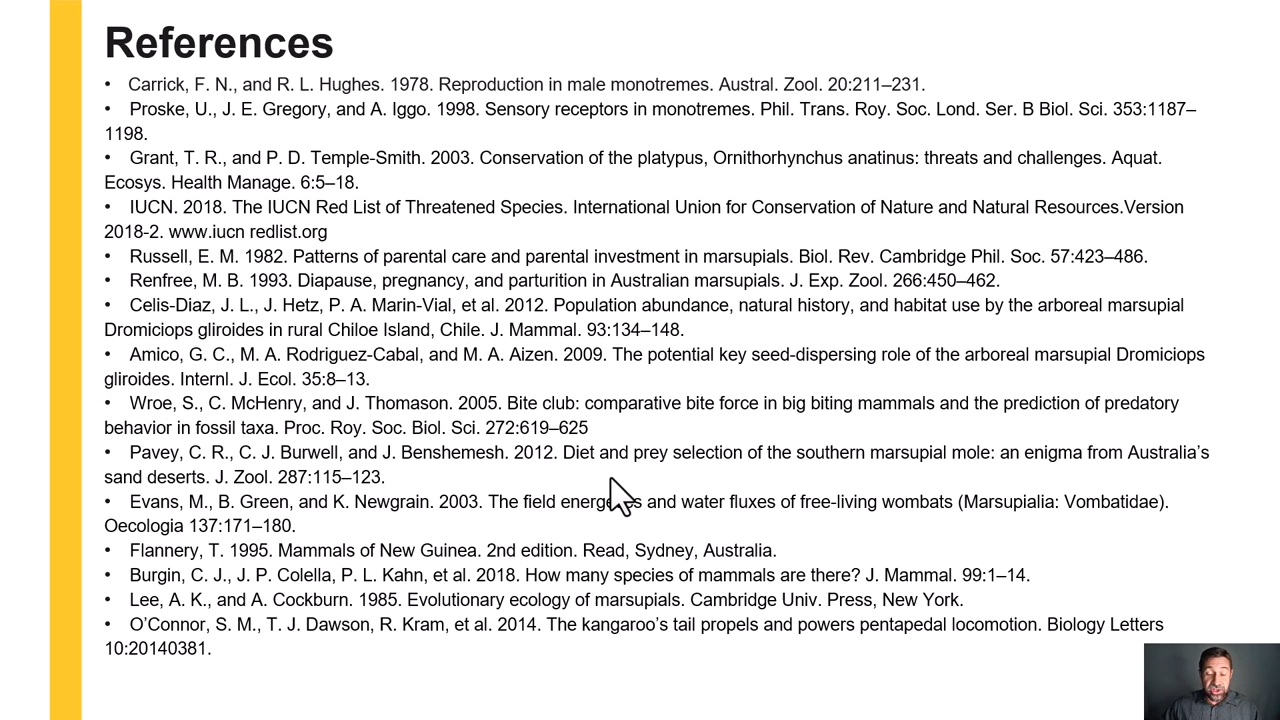 References
• Carrick, F. N., and R. L. Hughes. 1978. Reproduction in male monotremes. Austral. Zool. 20:211–231.
• Proske, U., J. E. Gregory, and A. Iggo. 1998. Sensory receptors in monotremes. Phil. Trans. Roy. Soc. Lond. Ser. B Biol. Sci. 353:1187–
1198.
• Grant, T. R., and P. D. Temple-Smith. 2003. Conservation of the platypus, Ornithorhynchus anatinus: threats and challenges. Aquat.
Ecosys. Health Manage. 6:5–18.
• IUCN. 2018. The IUCN Red List of Threatened Species. International Union for Conservation of Nature and Natural Resources.Version
2018-2. www.iucn redlist.org
• Russell, E. M. 1982. Patterns of parental care and parental investment in marsupials. Biol. Rev. Cambridge Phil. Soc. 57:423–486.
• Renfree, M. B. 1993. Diapause, pregnancy, and parturition in Australian marsupials. J. Exp. Zool. 266:450–462.
• Celis-Diaz, J. L., J. Hetz, P. A. Marin-Vial, et al. 2012. Population abundance, natural history, and habitat use by the arboreal marsupial
Dromiciops gliroides in rural Chiloe Island, Chile. J. Mammal. 93:134–148.
• Amico, G. C., M. A. Rodriguez-Cabal, and M. A. Aizen. 2009. The potential key seed-dispersing role of the arboreal marsupial Dromiciops
gliroides. Internl. J. Ecol. 35:8–13.
• Wroe, S., C. McHenry, and J. Thomason. 2005. Bite club: comparative bite force in big biting mammals and the prediction of predatory
behavior in fossil taxa. Proc. Roy. Soc. Biol. Sci. 272:619–625
• Pavey, C. R., C. J. Burwell, and J. Benshemesh. 2012. Diet and prey selection of the southern marsupial mole: an enigma from Australia’s
sand deserts. J. Zool. 287:115–123.
• Evans, M., B. Green, and K. Newgrain. 2003. The field and water fluxes of free-living wombats (Marsupialia: Vombatidae).
Oecologia 137:171–180.
• Flannery, T. 1995. Mammals of New Guinea. 2nd edition. Read, Sydney, Australia.
• Burgin, C. J., J. P. Colella, P. L. Kahn, et al. 2018. How many species of mammals are there? J. Mammal. 99:1–14.
• Lee, A. K., and A. Cockburn. 1985. Evolutionary ecology of marsupials. Cambridge Univ. Press, New York.
• O’Connor, S. M., T. J. Dawson, R. Kram, et al. 2014. The kangaroo’s tail propels and powers pentapedal locomotion. Biology Letters
10:20140381.